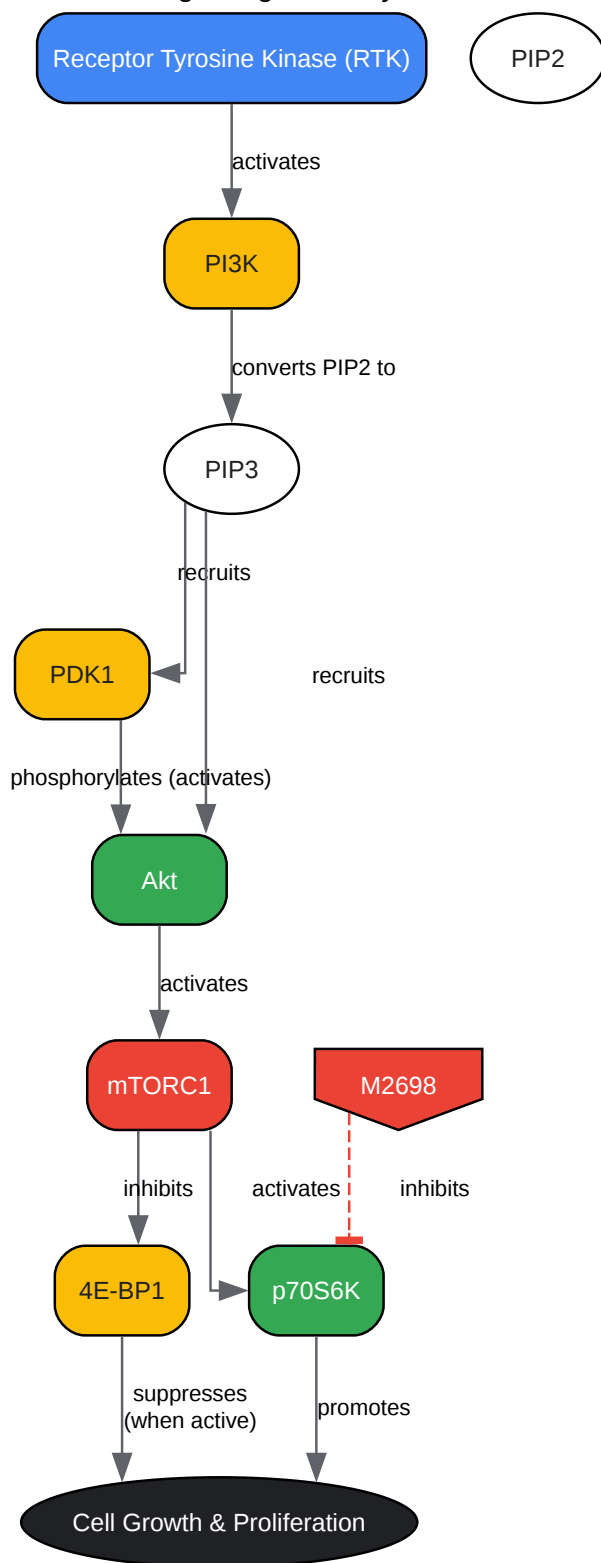 Receptor Tyrosine Kinase (RTK)
PIP2
activates
PI3K
converts PIP2 to
PIP3
recruits
PDK1
recruits
phosphorylates (activates)
Akt
activates
mTORC1
M2698
inhibits
activates
inhibits
4E-BP1
p70S6K
suppresses
(when active)
promotes
Cell Growth & Proliferation